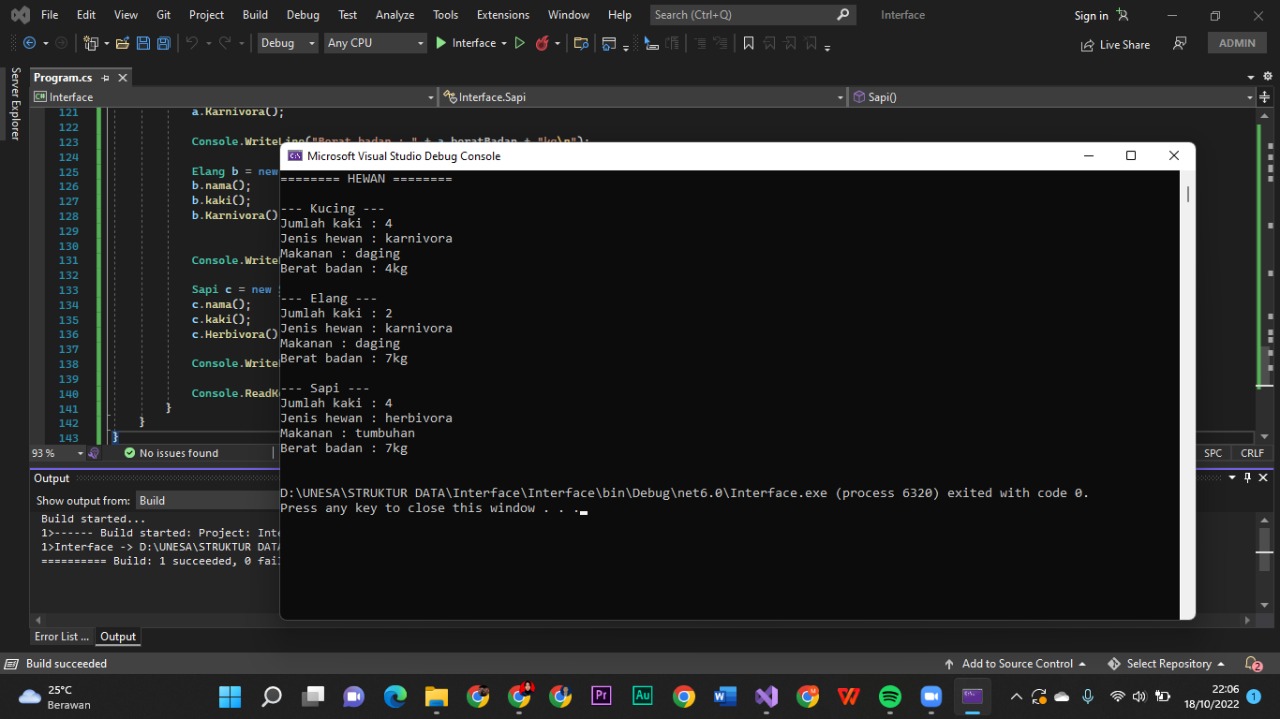 File Edit View Git Project Build Debug Test Analyze Tools Extensions Window Help Search (Ctrl+Q) Interface Sign in
Debug Any CPU Interface Live Share ADMIN
Server Explorer
Program.cs
Interface Interface.Sapi Sapi()
121 a.Karnivora();
122
123 Console.WriteLine("Berat badan : " + a.beratBadan + "kg\n");
124
125 Elang b = new
126 b.nama();
127 b.kaki();
128 b.Karnivora()
129
130
131 Console.Write
132
133 Sapi c = new
134 c.nama();
135 c.kaki();
136 c.Herbivora()
137
138 Console.Write
139
140 Console.ReadK
141 }
142 }
143 }
Microsoft Visual Studio Debug Console
======== HEWAN ========
--- Kucing ---
Jumlah kaki : 4
Jenis hewan : karnivora
Makanan : daging
Berat badan : 4kg
--- Elang ---
Jumlah kaki : 2
Jenis hewan : karnivora
Makanan : daging
Berat badan : 7kg
--- Sapi ---
Jumlah kaki : 4
Jenis hewan : herbivora
Makanan : tumbuhan
Berat badan : 7kg
D:\UNESA\STRUKTUR DATA\Interface\Interface\bin\Debug\net6.0\Interface.exe (process 6320) exited with code 0.
Press any key to close this window . . .
93 % No issues found SPC CRLF
Output
Show output from: Build
Build started...
1>------ Build started: Project: Inte
1>Interface -> D:\UNESA\STRUKTUR DATA
========== Build: 1 succeeded, 0 fail
Error List ... Output
Build succeeded Add to Source Control Select Repository
25°C
Berawan
22:06
18/10/2022
1